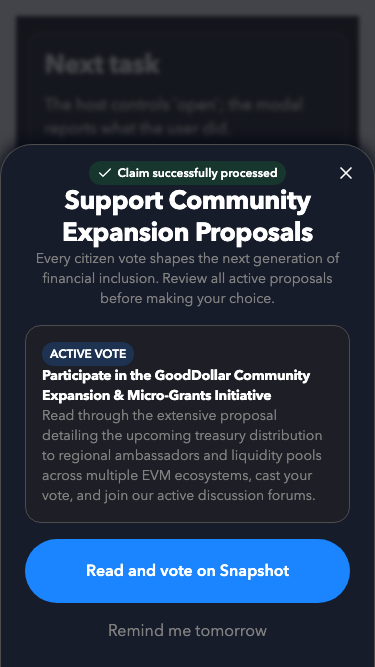 Next task
The host controls `open`; the modal
reports what the user did.
Claim successfully processed
Support Community
Expansion Proposals
Every citizen vote shapes the next generation of
financial inclusion. Review all active proposals
before making your choice.
ACTIVE VOTE
Participate in the GoodDollar Community
Expansion & Micro-Grants Initiative
Read through the extensive proposal
detailing the upcoming treasury distribution
to regional ambassadors and liquidity pools
across multiple EVM ecosystems, cast your
vote, and join our active discussion forums.
Read and vote on Snapshot
Remind me tomorrow